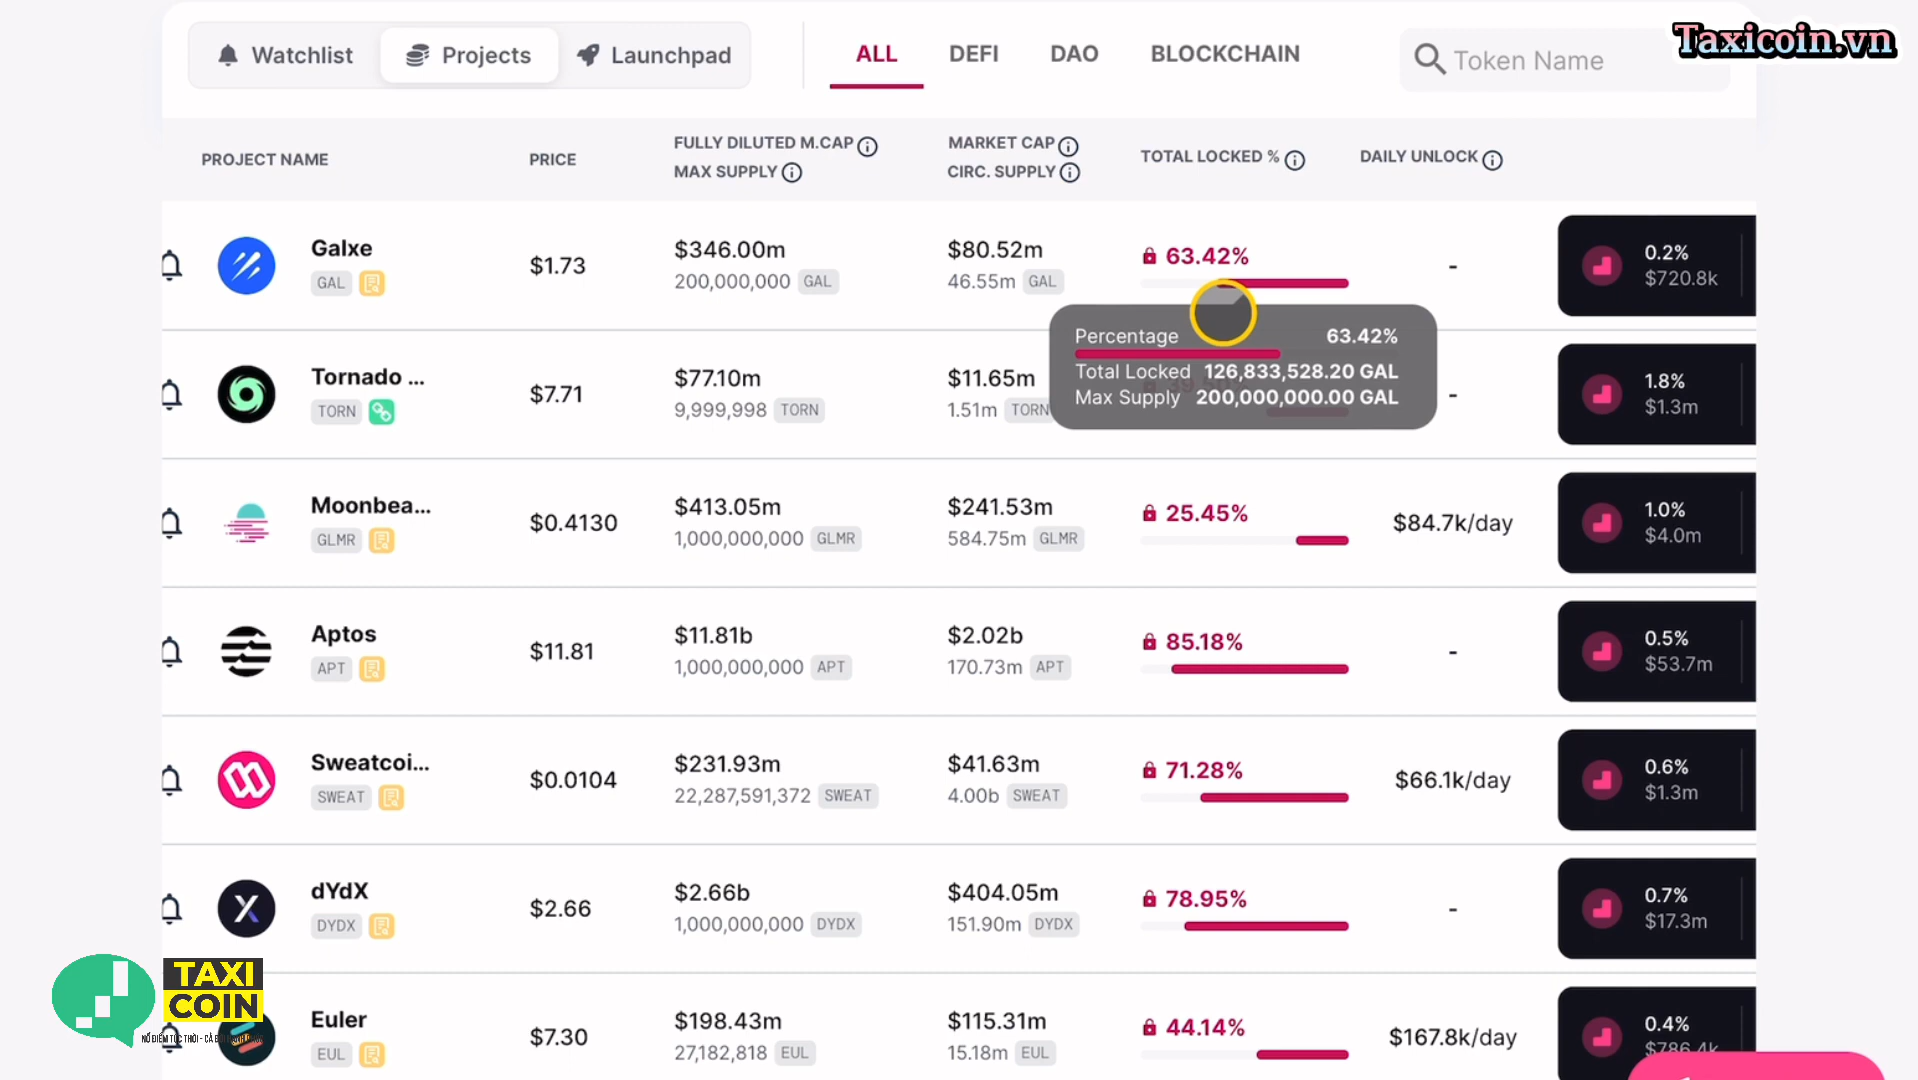 Taxicoin.vn
Watchlist Projects Launchpad ALL DEFI DAO BLOCKCHAIN Token Name
PROJECT NAME PRICE FULLY DILUTED M.CAP MARKET CAP TOTAL LOCKED % DAILY UNLOCK
MAX SUPPLY CIRC. SUPPLY
Galxe $1.73 $346.00m $80.52m 63.42% - 0.2%
GAL 200,000,000 GAL 46.55m GAL $720.8k
Percentage 63.42%
Total Locked 126,833,528.20 GAL
Max Supply 200,000,000.00 GAL
Tornado ... $7.71 $77.10m $11.65m 39.50% - 1.8%
TORN 9,999,998 TORN 1.51m TORN $1.3m
Moonbea... $0.4130 $413.05m $241.53m 25.45% $84.7k/day 1.0%
GLMR 1,000,000,000 GLMR 584.75m GLMR $4.0m
Aptos $11.81 $11.81b $2.02b 85.18% - 0.5%
APT 1,000,000,000 APT 170.73m APT $53.7m
Sweatcoi... $0.0104 $231.93m $41.63m 71.28% $66.1k/day 0.6%
SWEAT 22,287,591,372 SWEAT 4.00b SWEAT $1.3m
dYdX $2.66 $2.66b $404.05m 78.95% - 0.7%
DYDX 1,000,000,000 DYDX 151.90m DYDX $17.3m
Euler $7.30 $198.43m $115.31m 44.14% $167.8k/day 0.4%
EUL 27,182,818 EUL 15.18m EUL $786.4k
TAXI
COIN